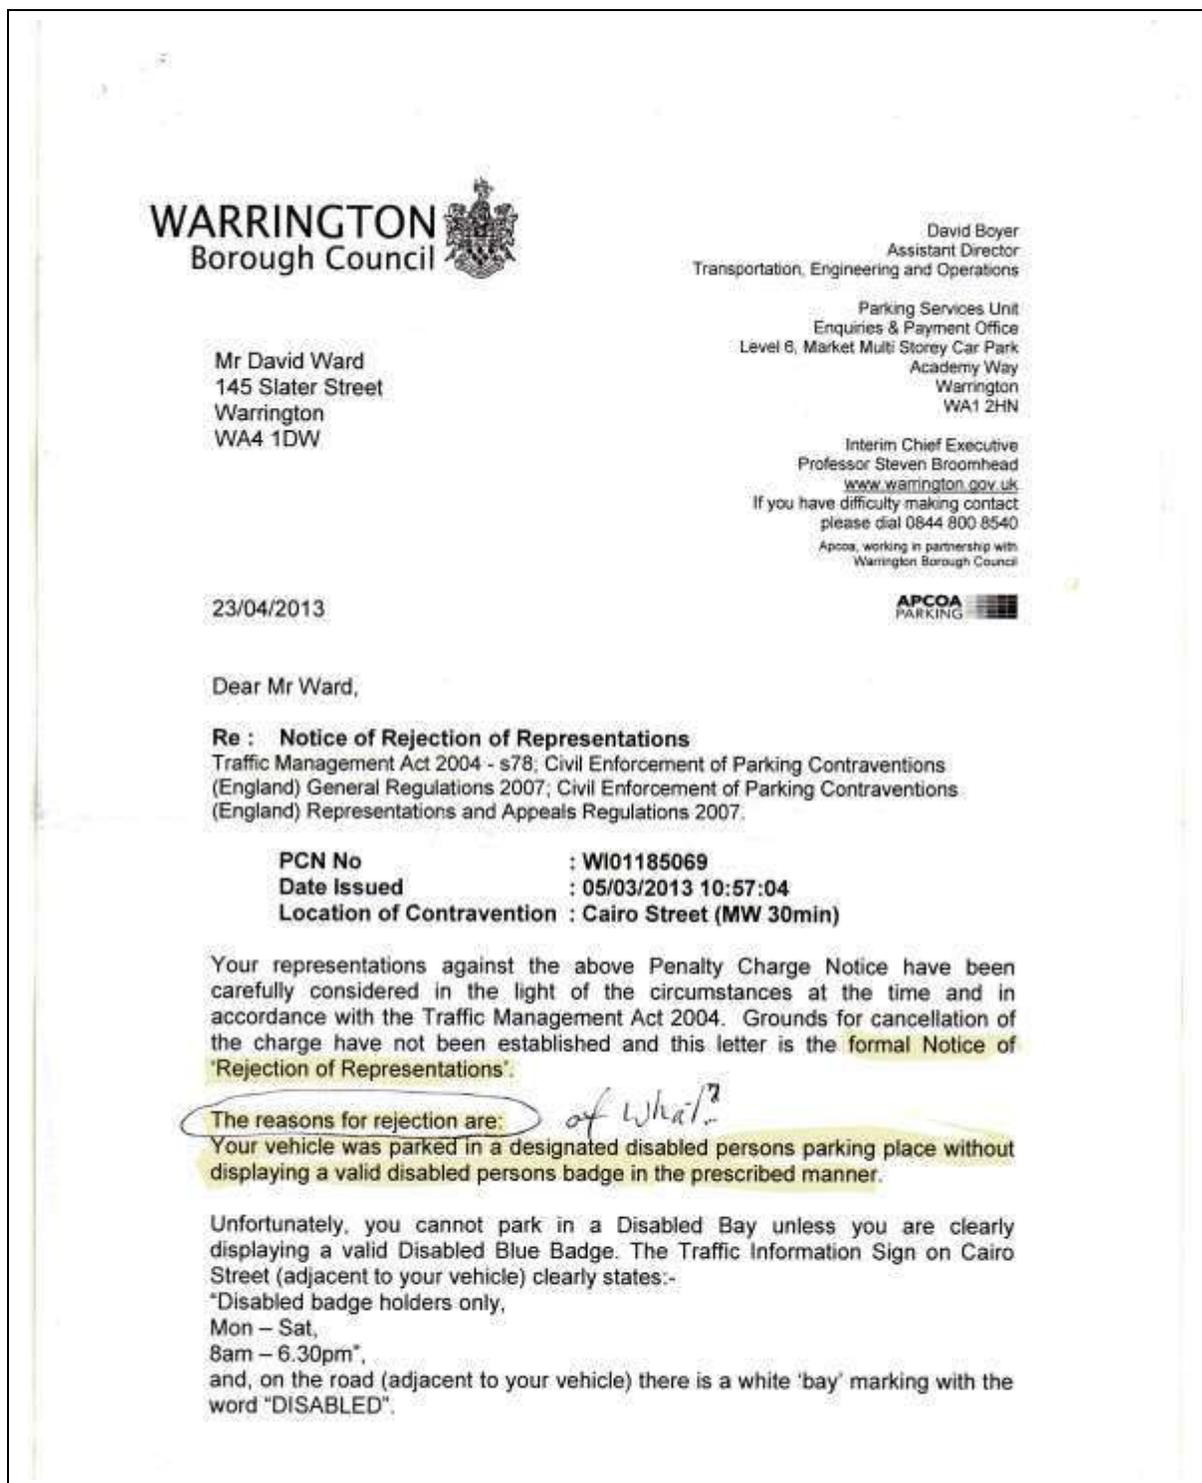 WARRINGTON
Borough Council
David Boyer
Assistant Director
Transportation, Engineering and Operations
Parking Services Unit
Enquiries & Payment Office
Level 6, Market Multi Storey Car Park
Academy Way
Warrington
WA1 2HN
Mr David Ward
145 Slater Street
Warrington
WA4 1DW
Interim Chief Executive
Professor Steven Broomhead
www.warrington.gov.uk
If you have difficulty making contact
please dial 0844 800 8540
Apcoa, working in partnership with
Warrington Borough Council
APCOA
PARKING
23/04/2013
Dear Mr Ward,
Re : Notice of Rejection of Representations
Traffic Management Act 2004 - s78; Civil Enforcement of Parking Contraventions
(England) General Regulations 2007; Civil Enforcement of Parking Contraventions
(England) Representations and Appeals Regulations 2007.
PCN No : WI01185069
Date Issued : 05/03/2013 10:57:04
Location of Contravention : Cairo Street (MW 30min)
Your representations against the above Penalty Charge Notice have been
carefully considered in the light of the circumstances at the time and in
accordance with the Traffic Management Act 2004. Grounds for cancellation of
the charge have not been established and this letter is the formal Notice of
'Rejection of Representations'.
The reasons for rejection are: of what?
Your vehicle was parked in a designated disabled persons parking place without
displaying a valid disabled persons badge in the prescribed manner.
Unfortunately, you cannot park in a Disabled Bay unless you are clearly
displaying a valid Disabled Blue Badge. The Traffic Information Sign on Cairo
Street (adjacent to your vehicle) clearly states:-
"Disabled badge holders only,
Mon – Sat,
8am – 6.30pm",
and, on the road (adjacent to your vehicle) there is a white 'bay' marking with the
word "DISABLED".